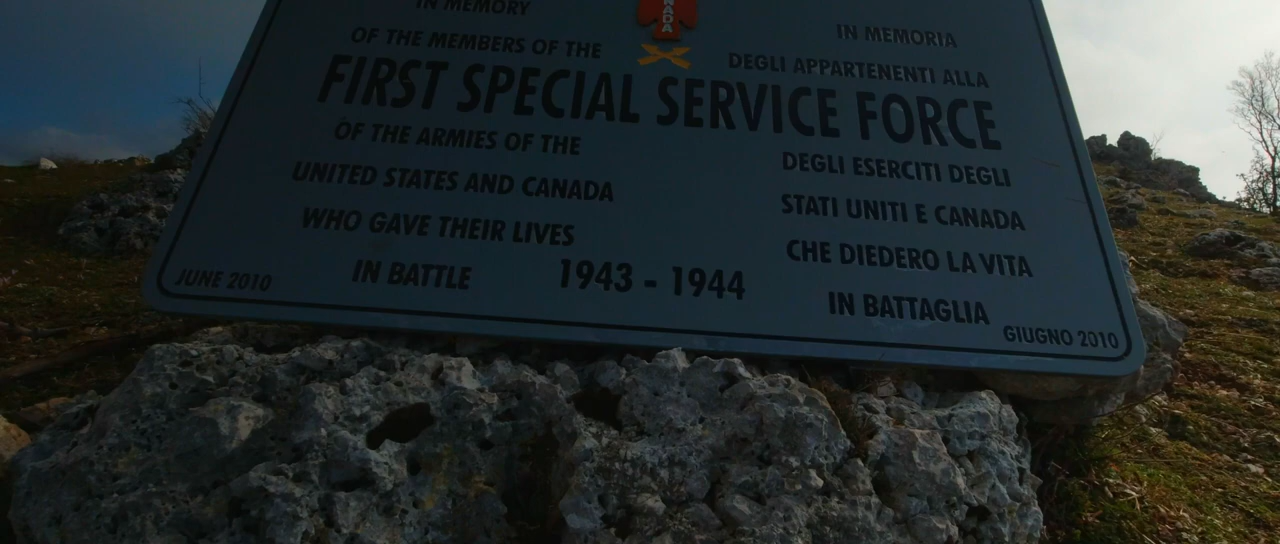 IN MEMORY
OF THE MEMBERS OF THE
CANADA
IN MEMORIA
DEGLI APPARTENENTI ALLA
FIRST SPECIAL SERVICE FORCE
OF THE ARMIES OF THE
UNITED STATES AND CANADA
WHO GAVE THEIR LIVES
IN BATTLE
DEGLI ESERCITI DEGLI
STATI UNITI E CANADA
CHE DIEDERO LA VITA
IN BATTAGLIA
1943 - 1944
JUNE 2010
GIUGNO 2010